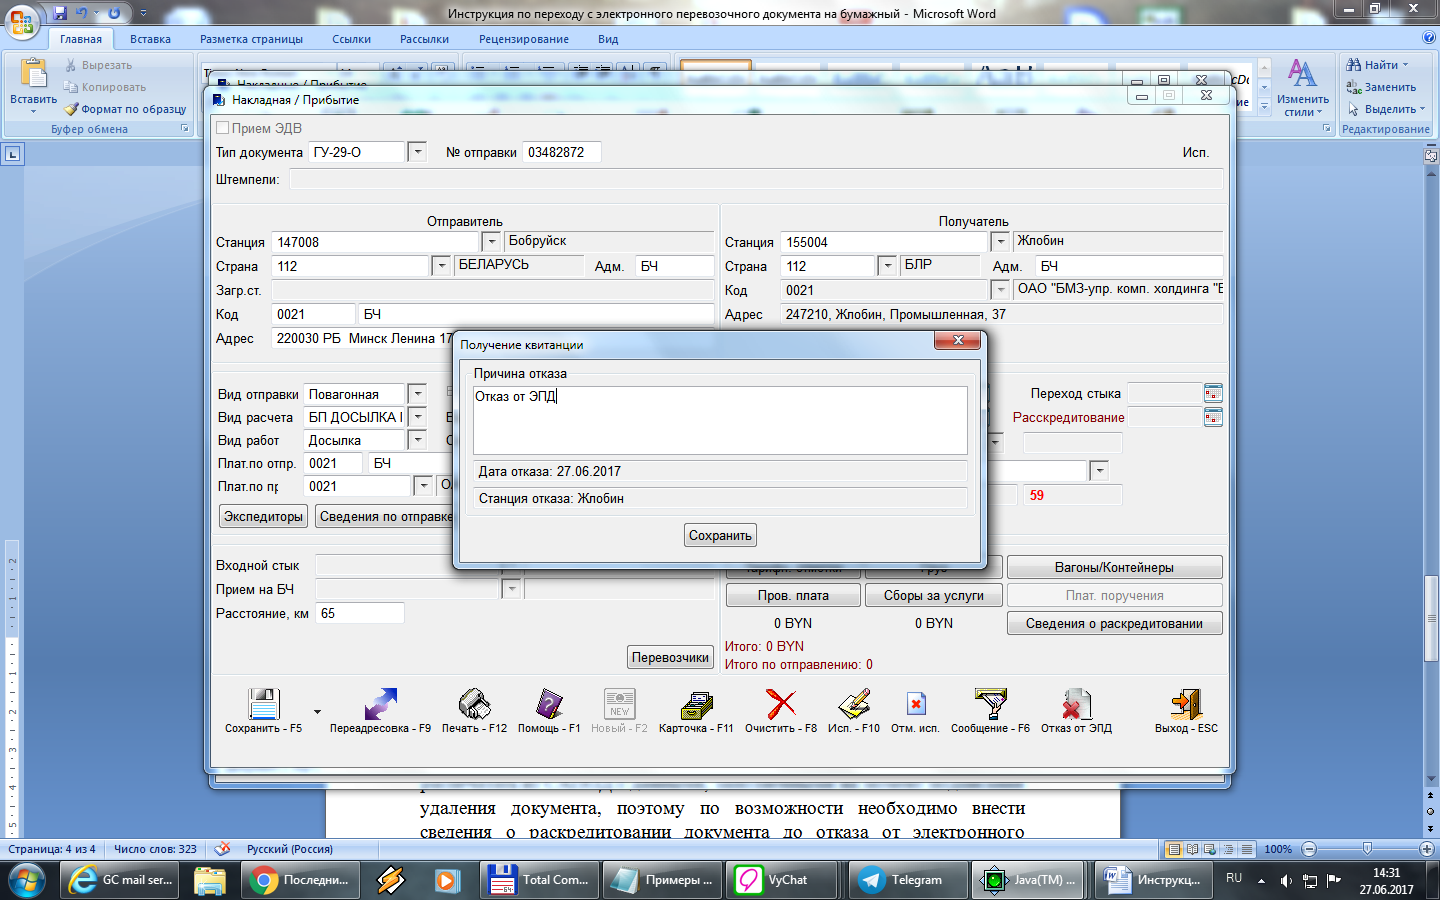 Инструкция по переходу с электронного перевозочного документа на бумажный - Microsoft Word
Главная Вставка Разметка страницы Ссылки Рассылки Рецензирование Вид
Вставить
Вырезать
Копировать
Формат по образцу
Буфер обмена
Изменить стили
Найти
Заменить
Выделить
Редактирование
Накладные / Прибытие
Накладная / Прибытие
Прием ЭДВ
Тип документа ГУ-29-О № отправки 03482872 Исп.
Штемпели:
Отправитель
Станция 147008 Бобруйск
Страна 112 БЕЛАРУСЬ Адм. БЧ
Загр.ст.
Код 0021 БЧ
Адрес 220030 РБ Минск Ленина 17
Получатель
Станция 155004 Жлобин
Страна 112 БЛР Адм. БЧ
Код 0021 ОАО "БМЗ-упр. комп. холдинга "Б
Адрес 247210, Жлобин, Промышленная, 37
Вид отправки Повагонная
Вид расчета БП ДОСЫЛКА
Вид работ Досылка
Плат.по отпр. 0021 БЧ
Плат.по пр 0021
Экспедиторы Сведения по отправке
Переход стыка
Расскредитование
59
Получение квитанции
Причина отказа
Отказ от ЭПД
Дата отказа: 27.06.2017
Станция отказа: Жлобин
Сохранить
Входной стык
Прием на БЧ
Расстояние, км 65
Перевозчики
Вагоны/Контейнеры
Пров. плата Сборы за услуги Плат. поручения
0 BYN 0 BYN Сведения о раскредитовании
Итого: 0 BYN
Итого по отправлению: 0
Сохранить - F5 Переадресовка - F9 Печать - F12 Помощь - F1 Новый - F2 Карточка - F11 Очистить - F8 Исп. - F10 Отм. исп. Сообщение - F6 Отказ от ЭПД Выход - ESC
NEW
удаления документа, поэтому по возможности необходимо внести
сведения о раскредитовании документа до отказа от электронного
Страница: 4 из 4 Число слов: 323 Русский (Россия) 100%
GC mail ser... Последни... Total Com... Примеры ... VyChat Telegram Java(TM) ... Инструкц... RU 14:31
27.06.2017